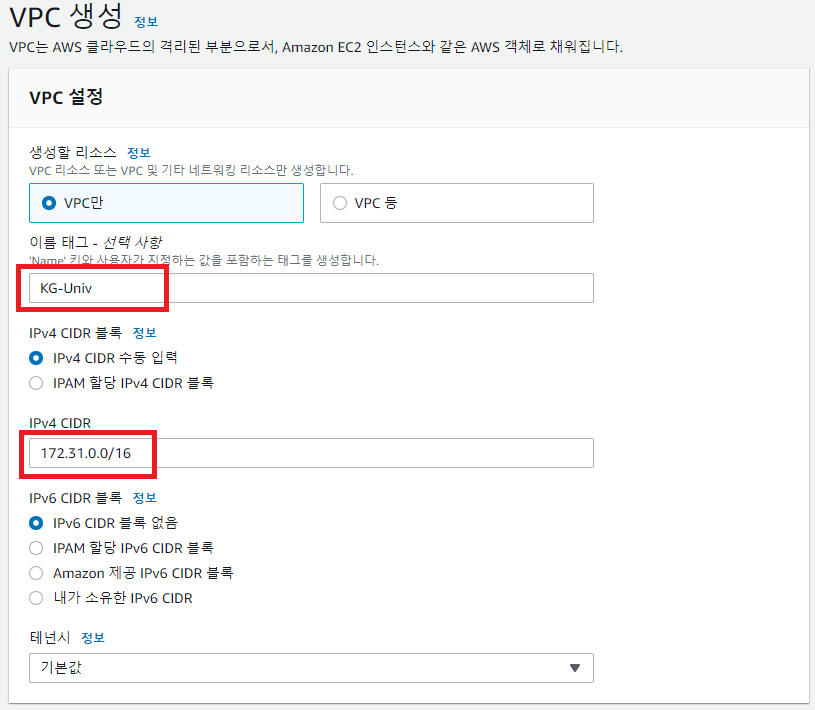 VPC 생성 정보
VPC는 AWS 클라우드의 격리된 부분으로서, Amazon EC2 인스턴스와 같은 AWS 객체로 채워집니다.
VPC 설정
생성할 리소스 정보
VPC 리소스 또는 VPC 및 기타 네트워킹 리소스만 생성합니다.
VPC만 VPC 등
이름 태그 - 선택 사항
'Name' 키와 사용자가 지정하는 값을 포함하는 태그를 생성합니다.
KG-Univ
IPv4 CIDR 블록 정보
IPv4 CIDR 수동 입력
IPAM 할당 IPv4 CIDR 블록
IPv4 CIDR
172.31.0.0/16
IPv6 CIDR 블록 정보
IPv6 CIDR 블록 없음
IPAM 할당 IPv6 CIDR 블록
Amazon 제공 IPv6 CIDR 블록
내가 소유한 IPv6 CIDR
테넌시 정보
기본값